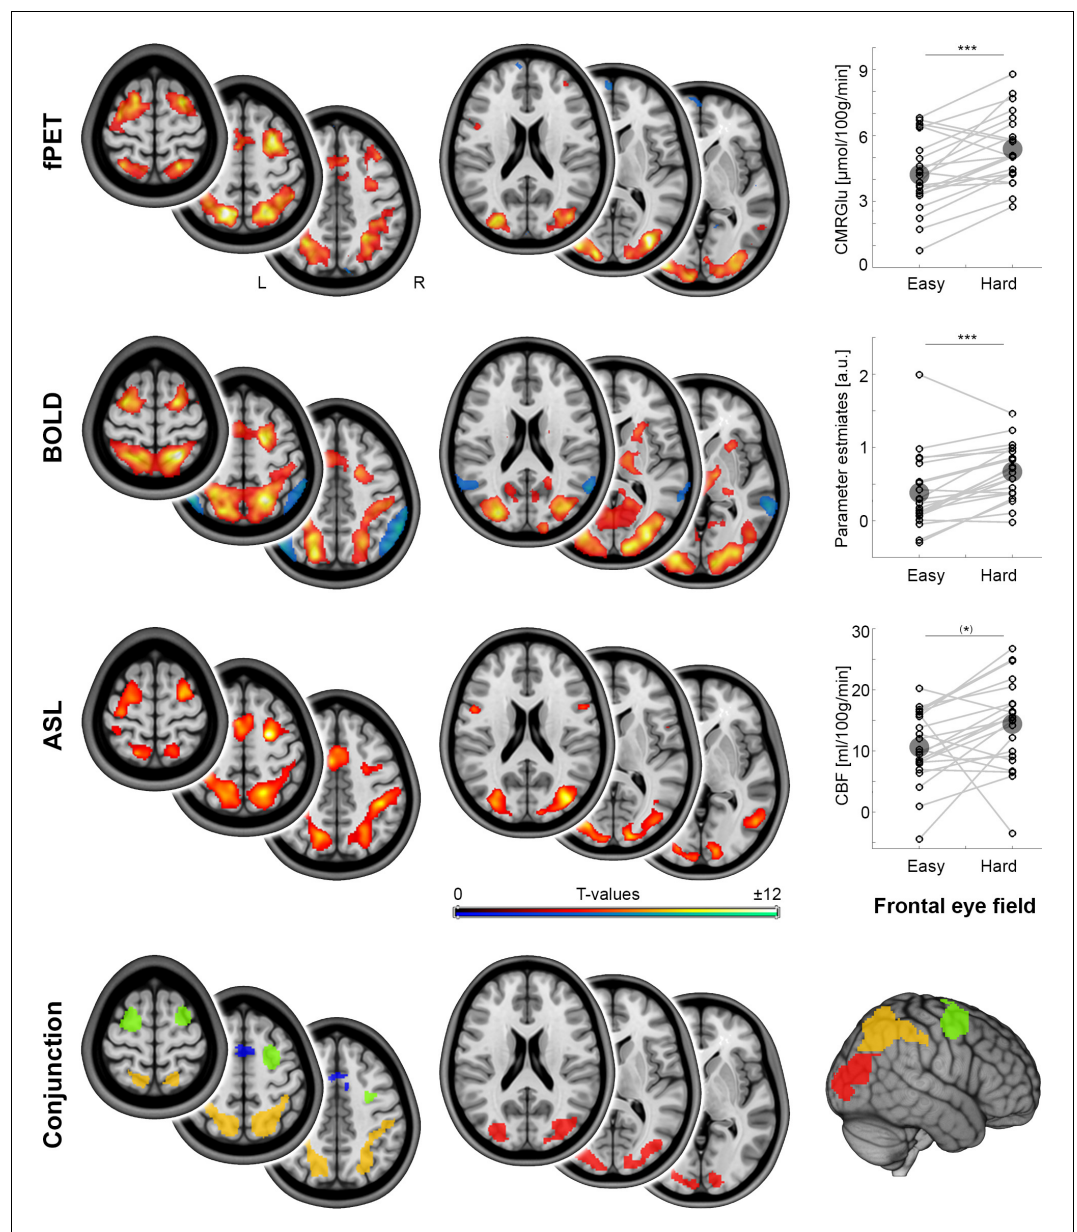 fPET
L
R
***
CMRGlu [µmol/100g/min]
9
6
3
0
Easy Hard
BOLD
***
Parameter estmiates [a.u.]
2
1
0
Easy Hard
ASL
(*)
CBF [ml/100g/min]
30
20
10
0
Easy Hard
0 T-values ±12
Frontal eye field
Conjunction